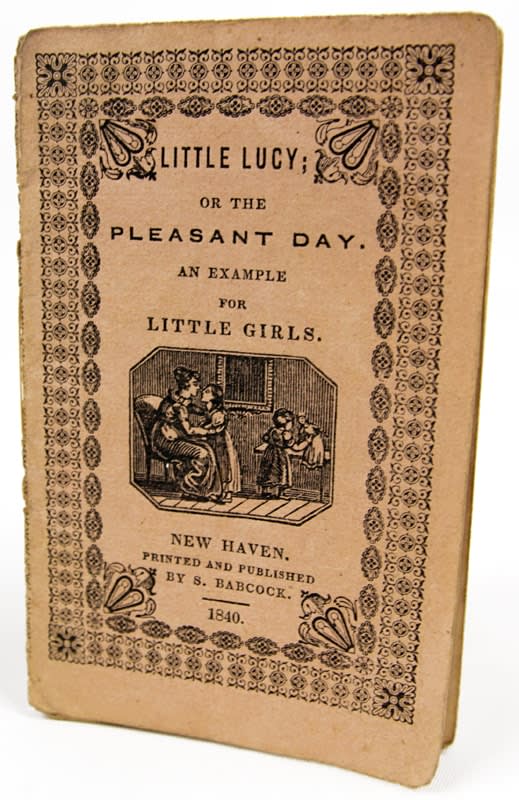 LITTLE LUCY;
OR THE
PLEASANT DAY.
AN EXAMPLE
FOR
LITTLE GIRLS.
NEW HAVEN.
PRINTED AND PUBLISHED
BY S. BABCOCK.
1840.